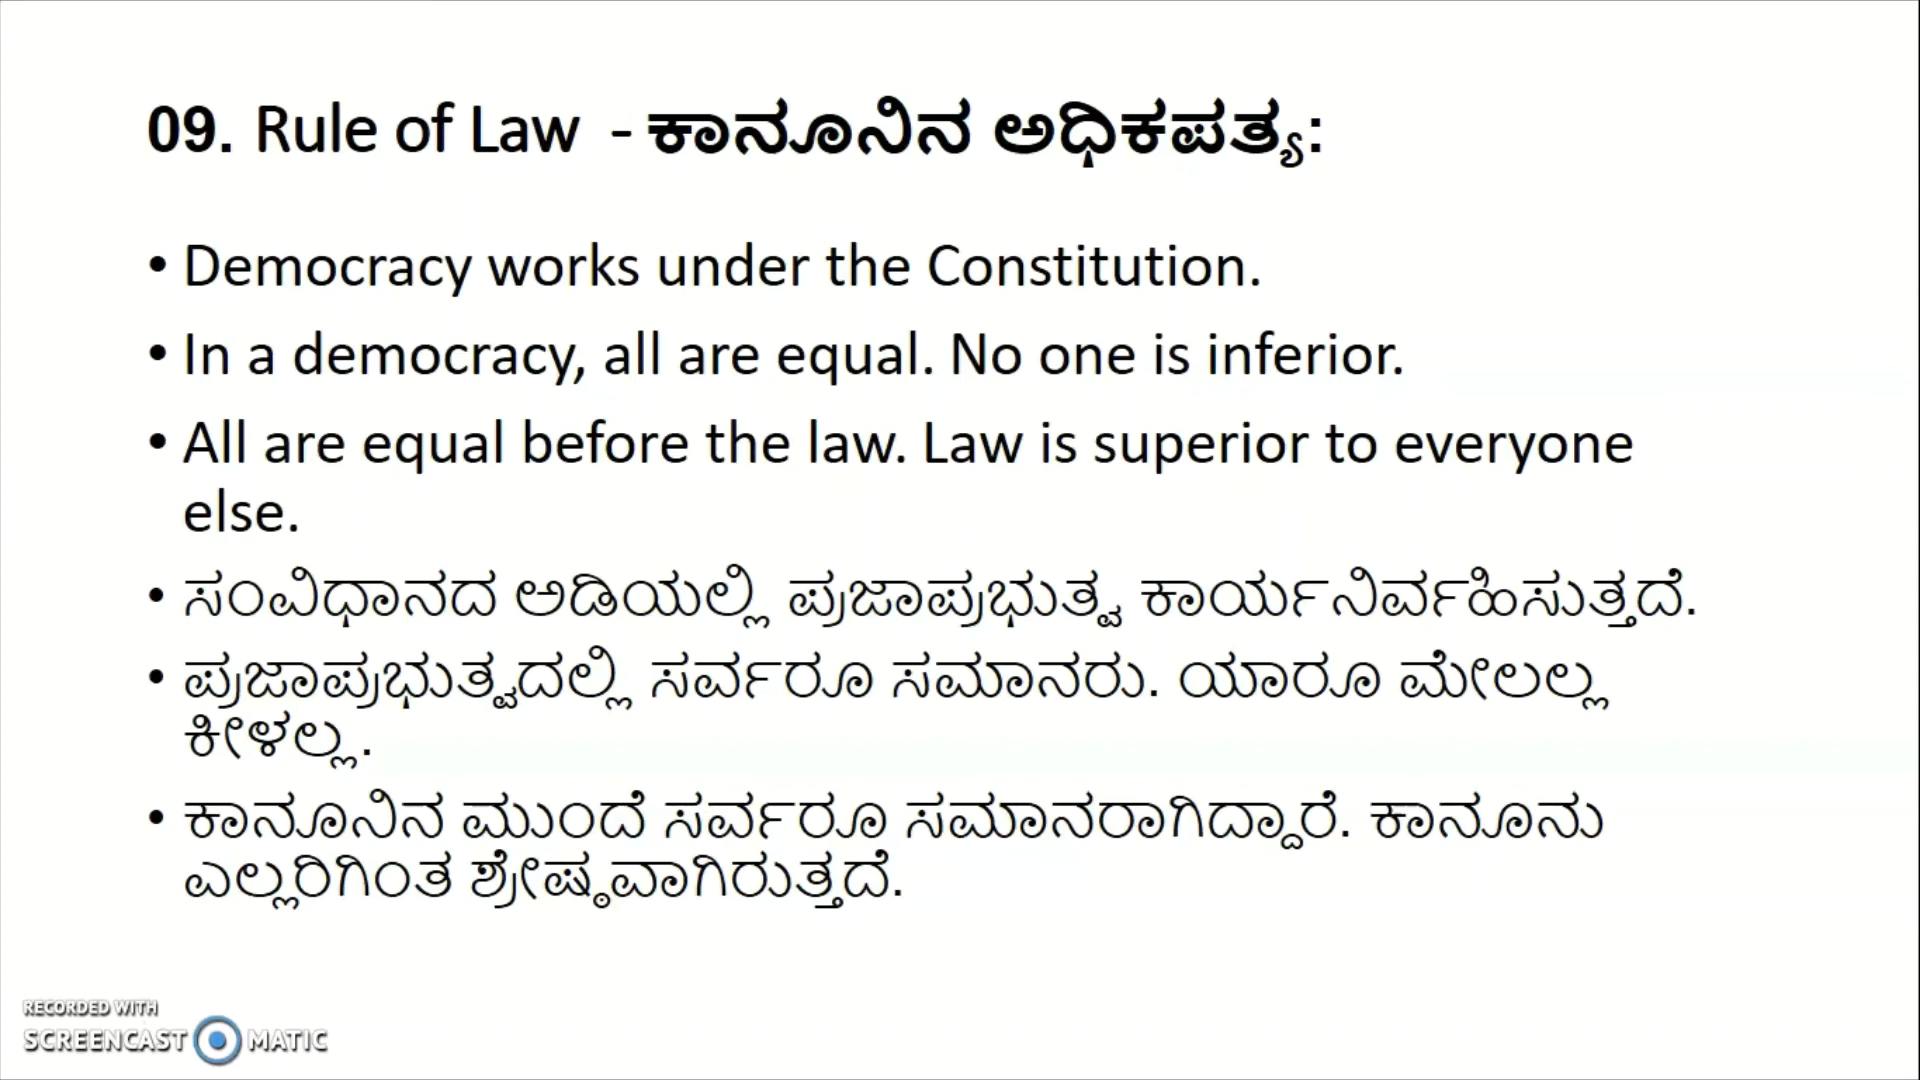 09. Rule of Law - ಕಾನೂನಿನ ಅಧಿಕಪತ್ಯ:
• Democracy works under the Constitution.
• In a democracy, all are equal. No one is inferior.
• All are equal before the law. Law is superior to everyone
else.
• ಸಂವಿಧಾನದ ಅಡಿಯಲ್ಲಿ ಪ್ರಜಾಪ್ರಭುತ್ವ ಕಾರ್ಯನಿರ್ವಹಿಸುತ್ತದೆ.
• ಪ್ರಜಾಪ್ರಭುತ್ವದಲ್ಲಿ ಸರ್ವರೂ ಸಮಾನರು. ಯಾರೂ ಮೇಲಲ್ಲ
ಕೀಳಲ್ಲ.
• ಕಾನೂನಿನ ಮುಂದೆ ಸರ್ವರೂ ಸಮಾನರಾಗಿದ್ದಾರೆ. ಕಾನೂನು
ಎಲ್ಲರಿಗಿಂತ ಶ್ರೇಷ್ಠವಾಗಿರುತ್ತದೆ.
RECORDED WITH
SCREENCAST MATIC